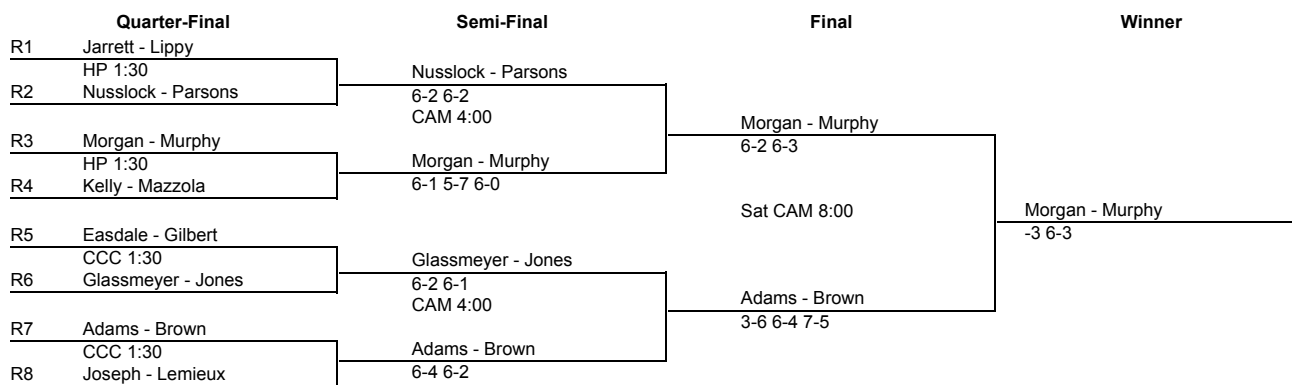 Quarter-Final Semi-Final Final Winner
R1 Jarrett - Lippy
HP 1:30
R2 Nusslock - Parsons
Nusslock - Parsons
6-2 6-2
CAM 4:00
R3 Morgan - Murphy
HP 1:30
R4 Kelly - Mazzola
Morgan - Murphy
6-1 5-7 6-0
Morgan - Murphy
6-2 6-3
Sat CAM 8:00
Morgan - Murphy
-3 6-3
R5 Easdale - Gilbert
CCC 1:30
R6 Glassmeyer - Jones
Glassmeyer - Jones
6-2 6-1
CAM 4:00
R7 Adams - Brown
CCC 1:30
R8 Joseph - Lemieux
Adams - Brown
6-4 6-2
Adams - Brown
3-6 6-4 7-5